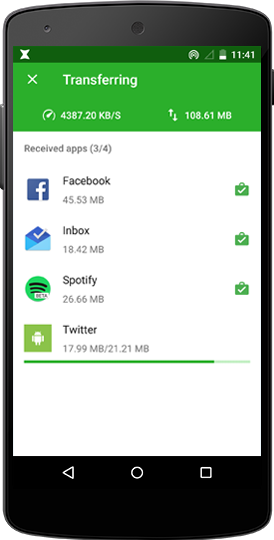 11:41
Transferring
4387.20 KB/S 108.61 MB
Received apps (3/4)
Facebook
45.53 MB
Inbox
18.42 MB
Spotify
BETA
26.66 MB
Twitter
17.99 MB/21.21 MB